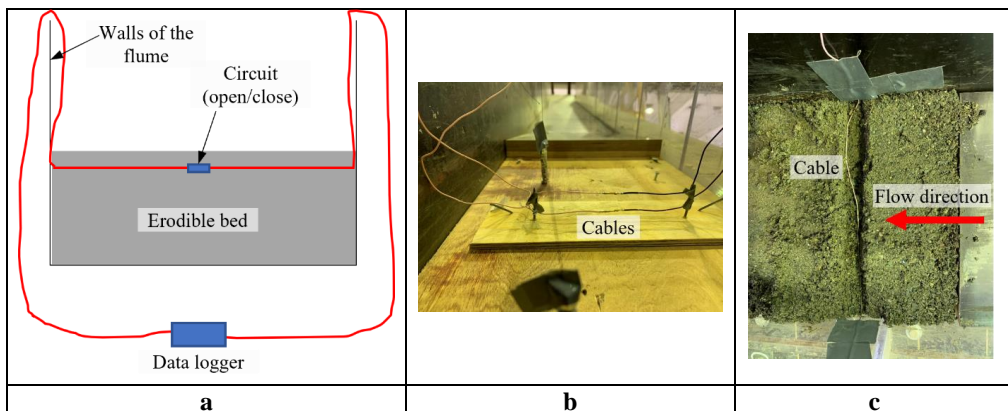 Walls of the
flume
Circuit
(open/close)
Erodible bed
Data logger
Cables
Cable
Flow direction
a
b
c